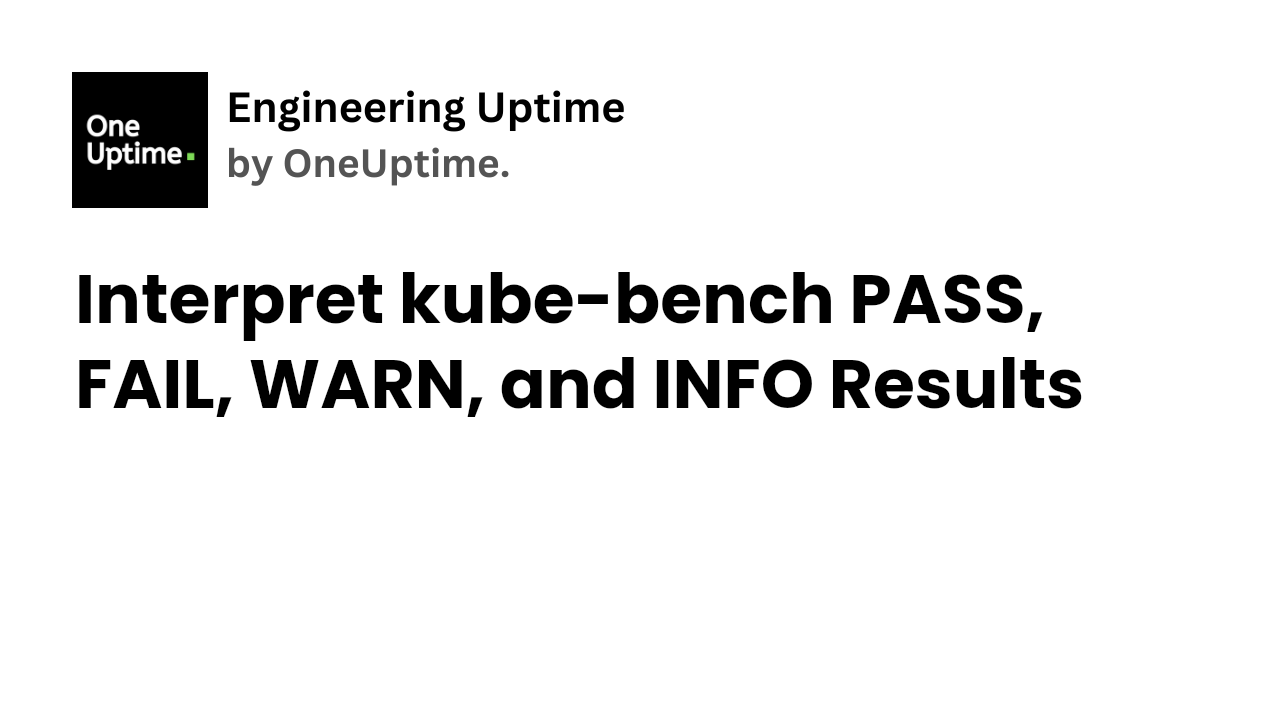 One
Uptime
Engineering Uptime
by OneUptime.
Interpret kube-bench PASS,
FAIL, WARN, and INFO Results